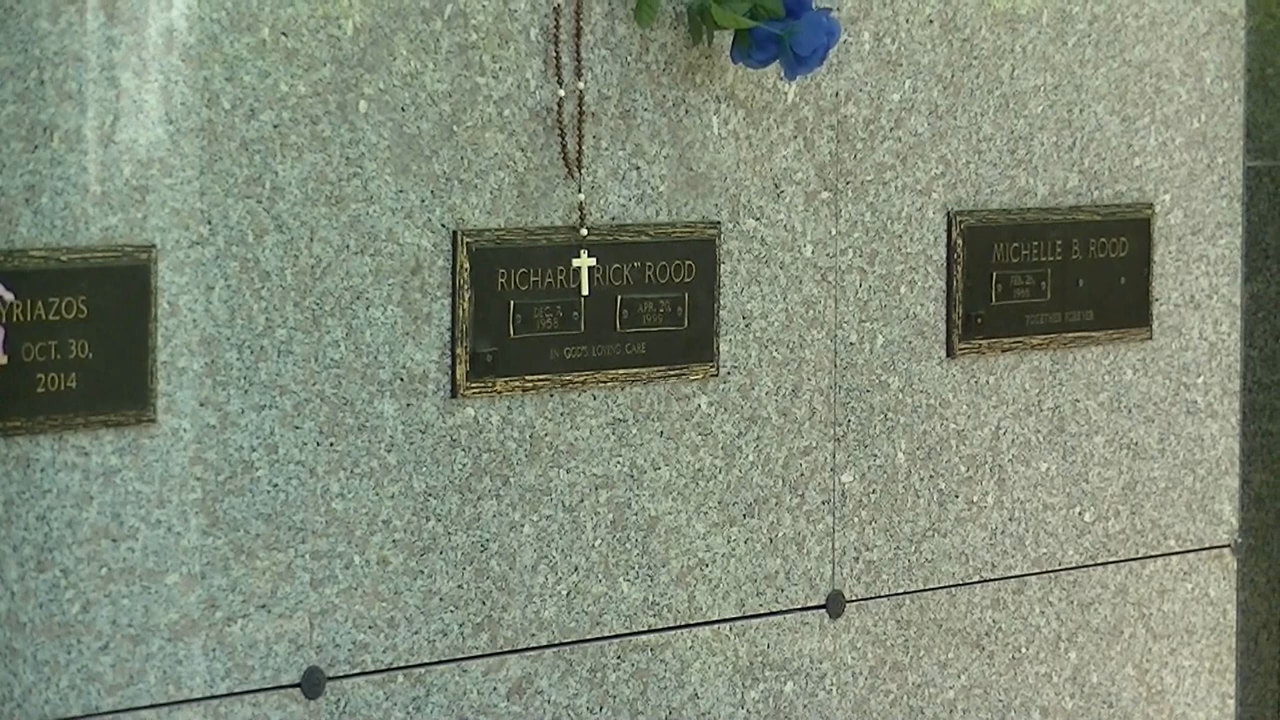 YRIAZOS
OCT. 30,
2014
RICHARD "RICK" ROOD
DEC. 7,
1958
APR. 20,
1999
IN GOD'S LOVING CARE
MICHELLE B. ROOD
FEB. 26,
TOGETHER FOREVER